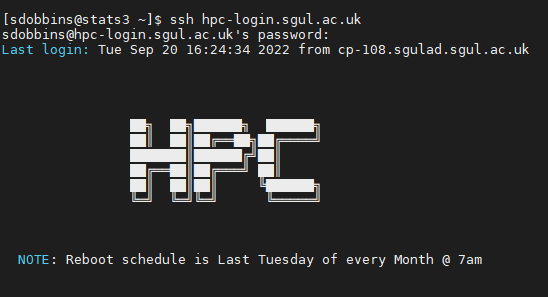 [sdobbins@stats3 ~]$ ssh hpc-login.sgul.ac.uk
sdobbins@hpc-login.sgul.ac.uk's password:
Last login: Tue Sep 20 16:24:34 2022 from cp-108.sgulad.sgul.ac.uk
HPC
NOTE: Reboot schedule is Last Tuesday of every Month @ 7am